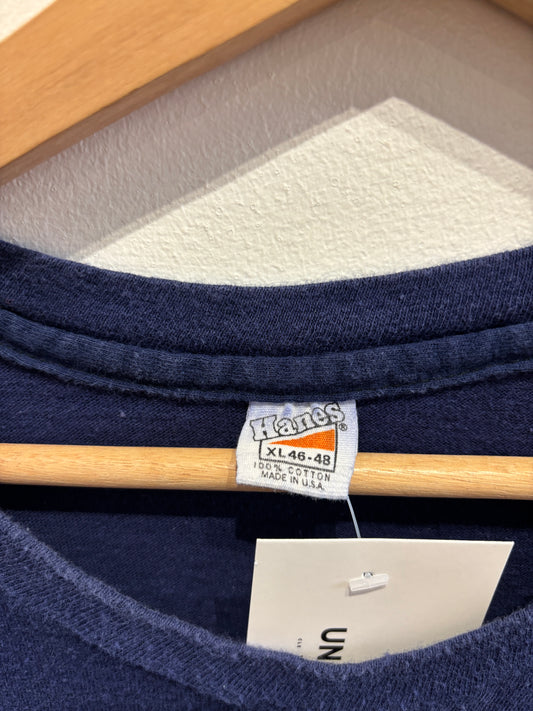 Hanes®
XL 46-48
100% COTTON
MADE IN U.S.A.
UN